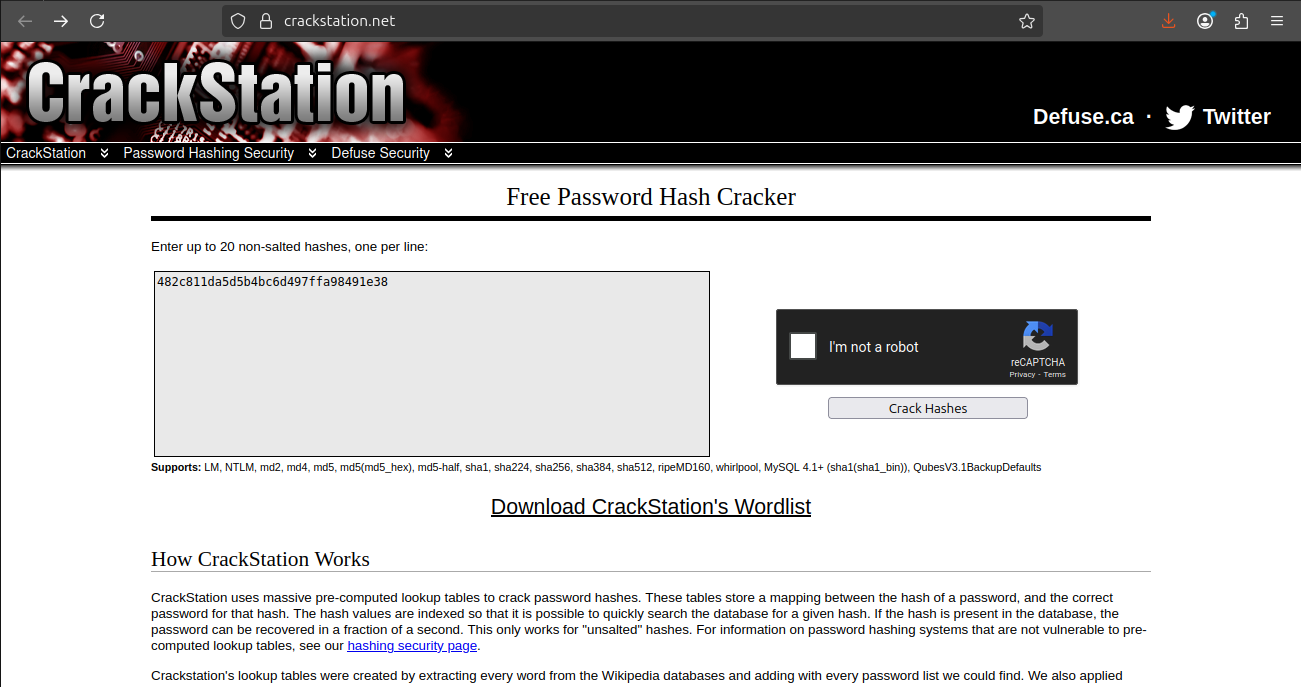 crackstation.net
CrackStation
Defuse.ca · Twitter
CrackStation Password Hashing Security Defuse Security
Free Password Hash Cracker
Enter up to 20 non-salted hashes, one per line:
482c811da5d5b4bc6d497ffa98491e38
I'm not a robot
reCAPTCHA
Privacy - Terms
Crack Hashes
Supports: LM, NTLM, md2, md4, md5, md5(md5_hex), md5-half, sha1, sha224, sha256, sha384, sha512, ripeMD160, whirlpool, MySQL 4.1+ (sha1(sha1_bin)), QubesV3.1BackupDefaults
Download CrackStation's Wordlist
How CrackStation Works
CrackStation uses massive pre-computed lookup tables to crack password hashes. These tables store a mapping between the hash of a password, and the correct
password for that hash. The hash values are indexed so that it is possible to quickly search the database for a given hash. If the hash is present in the database, the
password can be recovered in a fraction of a second. This only works for "unsalted" hashes. For information on password hashing systems that are not vulnerable to pre-
computed lookup tables, see our hashing security page.
Crackstation's lookup tables were created by extracting every word from the Wikipedia databases and adding with every password list we could find. We also applied